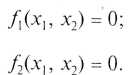 f₁(x₁, x₂) = 0;
f₂(x₁, x₂) = 0.